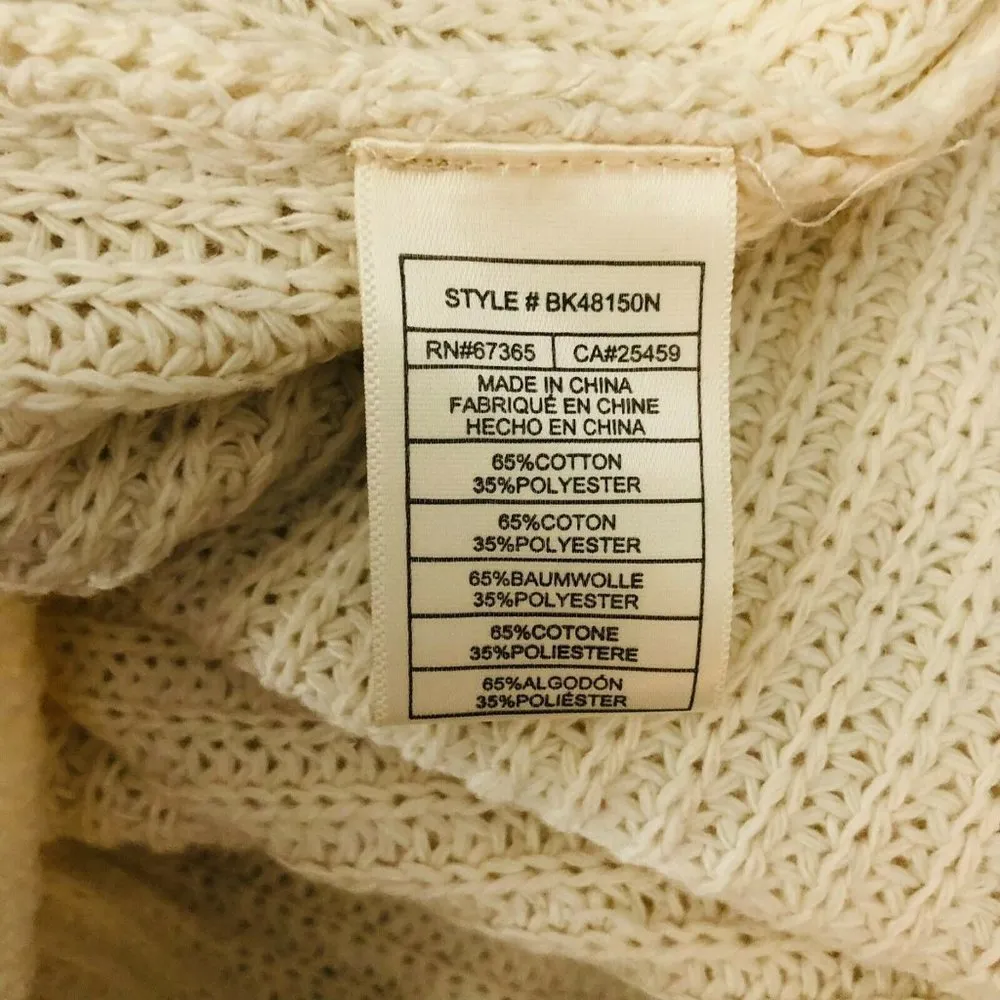 STYLE # BK48150N
RN#67365 CA#25459
MADE IN CHINA
FABRIQUÉ EN CHINE
HECHO EN CHINA
65%COTTON
35%POLYESTER
65%COTON
35%POLYESTER
65%BAUMWOLLE
35%POLYESTER
65%COTONE
35%POLIESTERE
65%ALGODÓN
35%POLIÉSTER